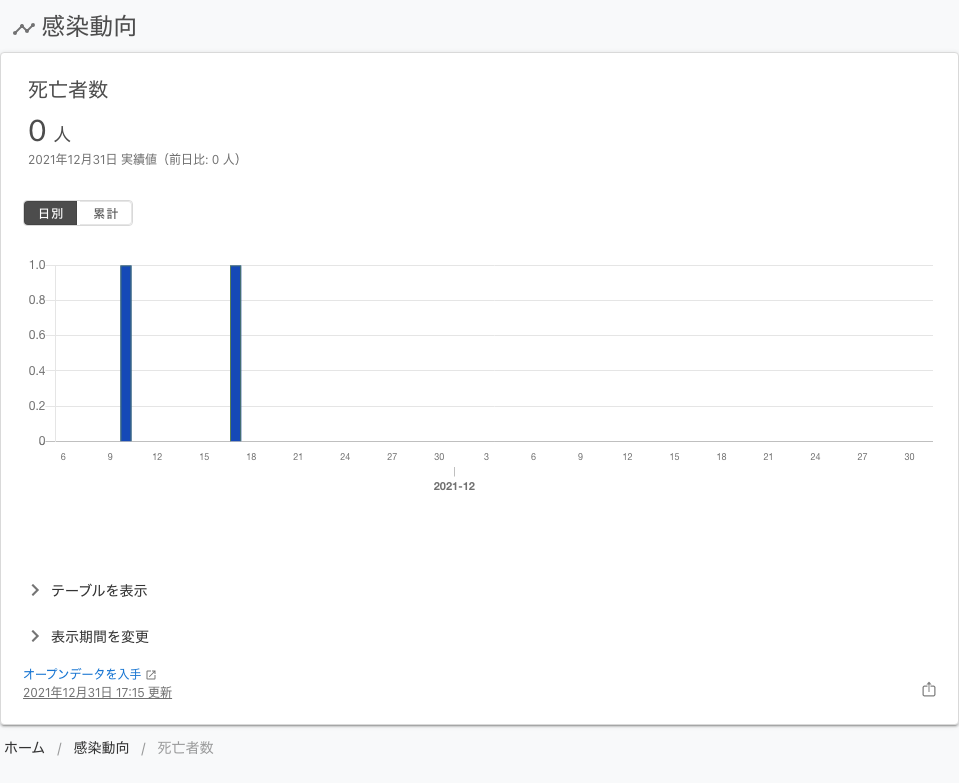 感染動向
死亡者数
0 人
2021年12月31日 実績値（前日比: 0 人）
日別 累計
1.0
0.8
0.6
0.4
0.2
0
6 9 12 15 18 21 24 27 30 3 6 9 12 15 18 21 24 27 30
2021-12
テーブルを表示
表示期間を変更
オープンデータを入手
2021年12月31日 17:15 更新
ホーム / 感染動向 / 死亡者数